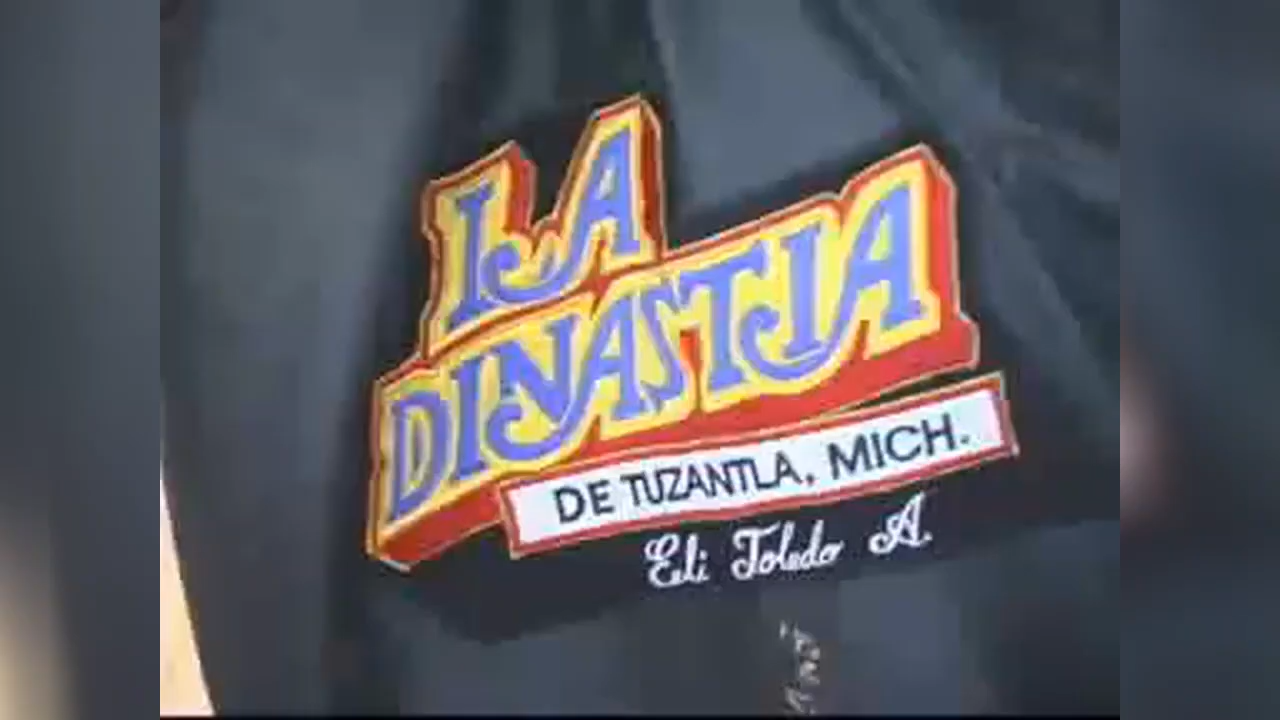 LA
DINASTIA
DE TUZANTLA, MICH.
Eli Toledo A.